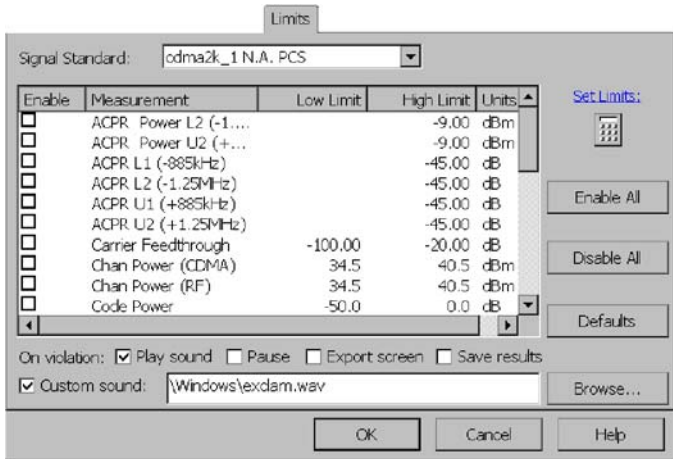 Limits
Signal Standard: cdma2k_1 N.A. PCS
Enable Measurement Low Limit High Limit Units
ACPR Power L2 (-1.... -9.00 dBm
ACPR Power U2 (+... -9.00 dBm
ACPR L1 (-885kHz) -45.00 dB
ACPR L2 (-1.25MHz) -45.00 dB
ACPR U1 (+885kHz) -45.00 dB
ACPR U2 (+1.25MHz) -45.00 dB
Carrier Feedthrough -100.00 -20.00 dB
Chan Power (CDMA) 34.5 40.5 dBm
Chan Power (RF) 34.5 40.5 dBm
Code Power -50.0 0.0 dB
Set Limits:
Enable All
Disable All
Defaults
On violation: Play sound Pause Export screen Save results
Custom sound: \Windows\exclam.wav Browse...
OK Cancel Help